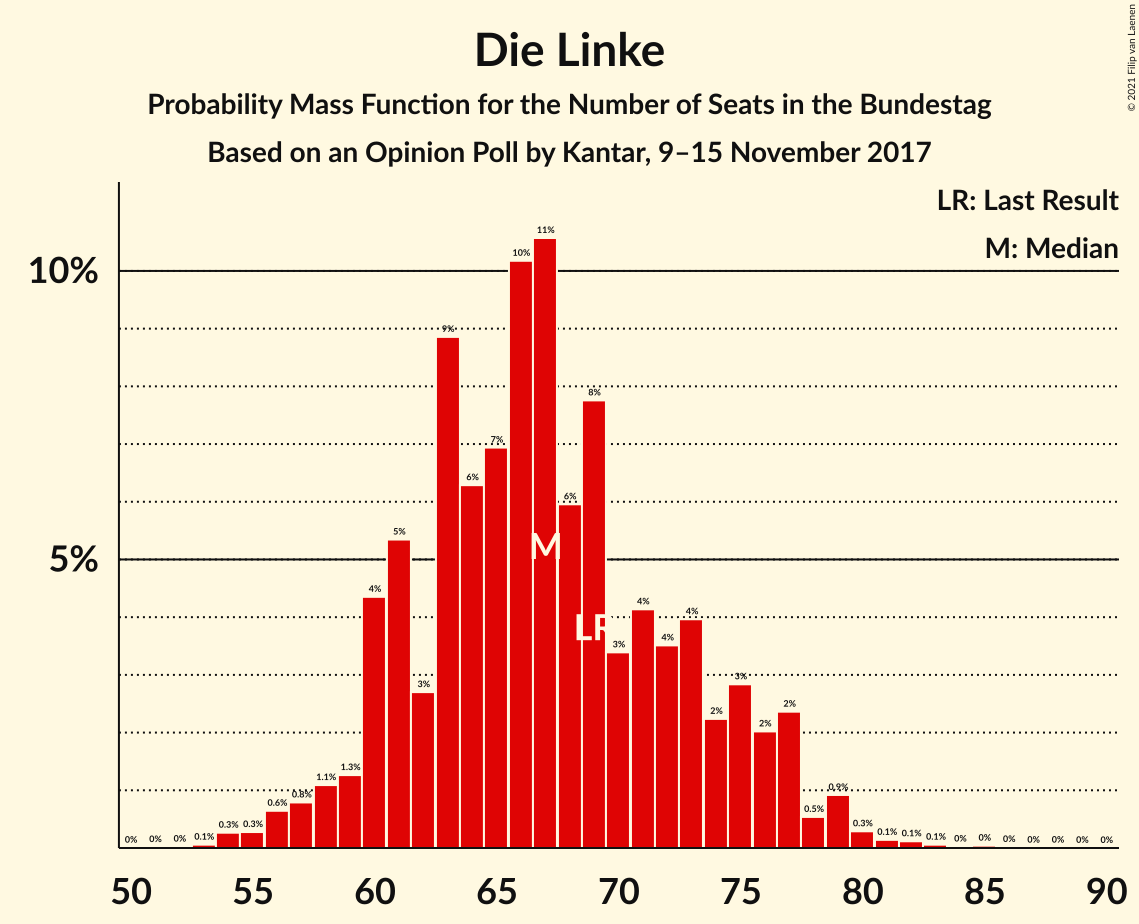 Die Linke
Probability Mass Function for the Number of Seats in the Bundestag
Based on an Opinion Poll by Kantar, 9–15 November 2017
© 2021 Filip van Laenen
LR: Last Result
M: Median
10%
5%
0% 0% 0% 0.1% 0.3% 0.3% 0.6% 0.8% 1.1% 1.3% 4% 5% 3% 9% 6% 7% 10% 11% 6% 8% 3% 4% 4% 4% 2% 3% 2% 2% 0.5% 0.9% 0.3% 0.1% 0.1% 0.1% 0% 0% 0% 0% 0% 0% 0%
M
LR
50 55 60 65 70 75 80 85 90